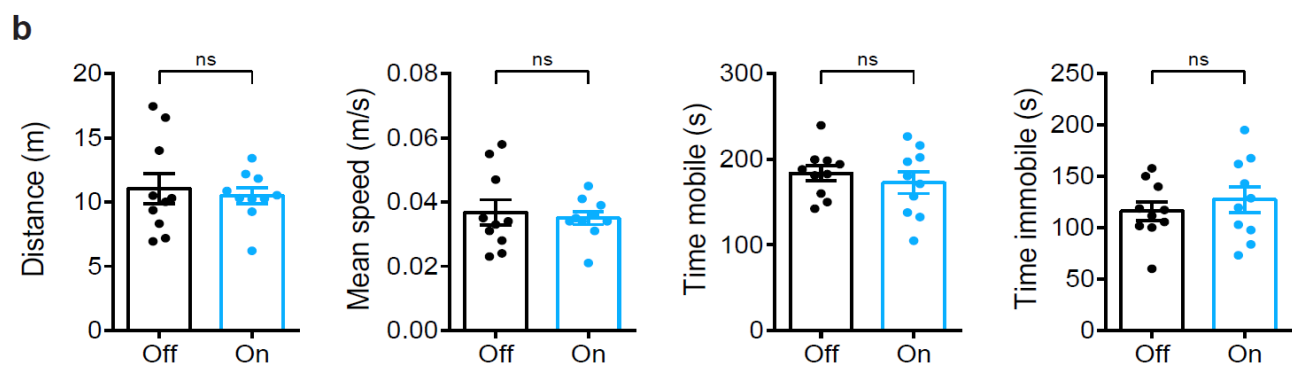 b
Distance (m)
20
15
10
5
0
ns
Off
On
Mean speed (m/s)
0.08
0.06
0.04
0.02
0.00
ns
Off
On
Time mobile (s)
300
200
100
0
ns
Off
On
Time immobile (s)
250
200
150
100
50
0
ns
Off
On